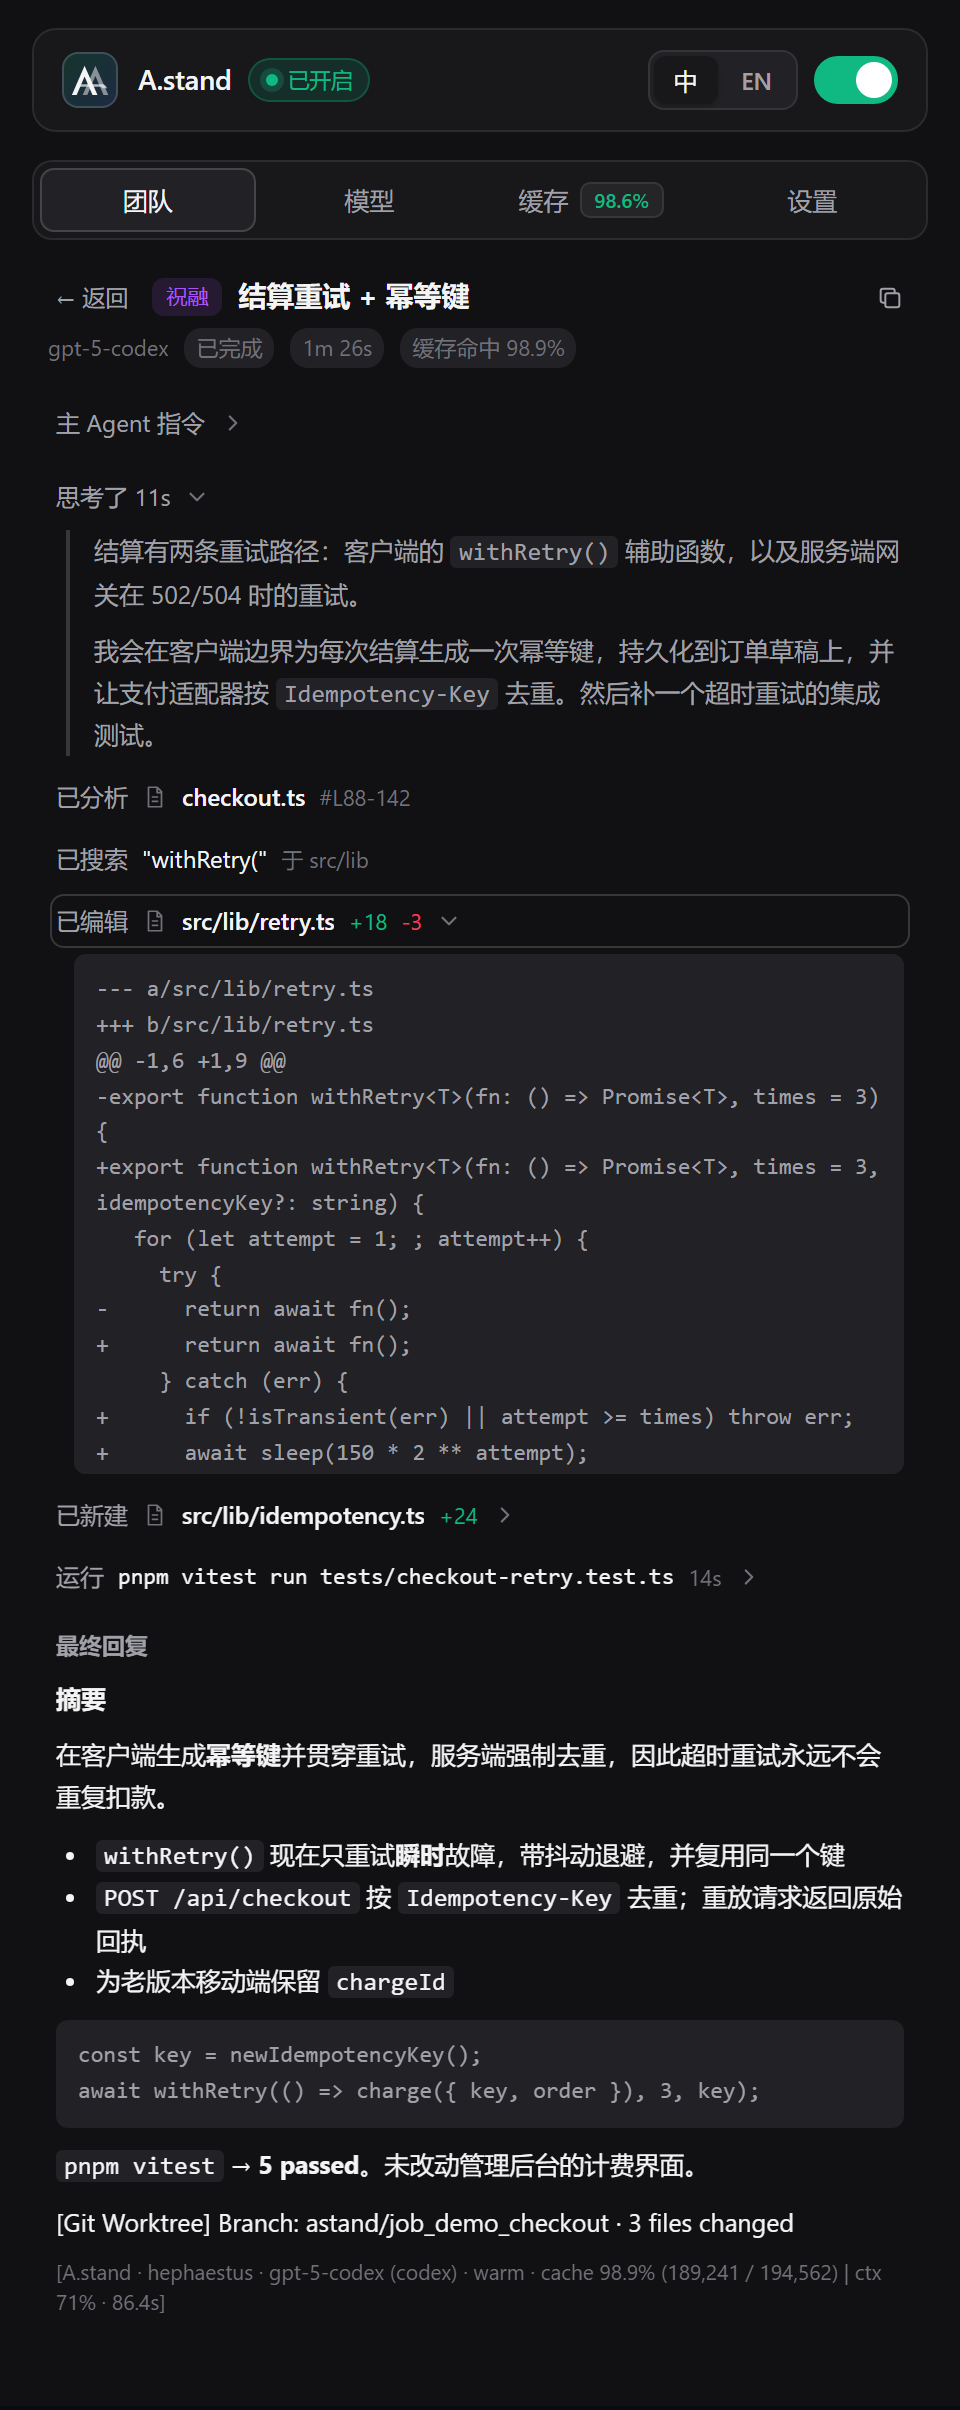 A.stand 已开启 中 EN
团队 模型 缓存 98.6% 设置
← 返回 祝融 结算重试 + 幂等键
gpt-5-codex 已完成 1m 26s 缓存命中 98.9%
主 Agent 指令
思考了 11s
结算有两条重试路径：客户端的 withRetry() 辅助函数，以及服务端网
关在 502/504 时的重试。
我会在客户端边界为每次结算生成一次幂等键，持久化到订单草稿上，并
让支付适配器按 Idempotency-Key 去重。然后补一个超时重试的集成
测试。
已分析 checkout.ts #L88-142
已搜索 "withRetry(" 于 src/lib
已编辑 src/lib/retry.ts +18 -3
--- a/src/lib/retry.ts
+++ b/src/lib/retry.ts
@@ -1,6 +1,9 @@
-export function withRetry<T>(fn: () => Promise<T>, times = 3)
{
+export function withRetry<T>(fn: () => Promise<T>, times = 3,
idempotencyKey?: string) {
   for (let attempt = 1; ; attempt++) {
     try {
-      return await fn();
+      return await fn();
     } catch (err) {
+      if (!isTransient(err) || attempt >= times) throw err;
+      await sleep(150 * 2 ** attempt);
已新建 src/lib/idempotency.ts +24
运行 pnpm vitest run tests/checkout-retry.test.ts 14s
最终回复
摘要
在客户端生成幂等键并贯穿重试，服务端强制去重，因此超时重试永远不会
重复扣款。
• withRetry() 现在只重试瞬时故障，带抖动退避，并复用同一个键
• POST /api/checkout 按 Idempotency-Key 去重；重放请求返回原始
回执
• 为老版本移动端保留 chargeId
const key = newIdempotencyKey();
await withRetry(() => charge({ key, order }), 3, key);
pnpm vitest → 5 passed。未改动管理后台的计费界面。
[Git Worktree] Branch: astand/job_demo_checkout · 3 files changed
[A.stand · hephaestus · gpt-5-codex (codex) · warm · cache 98.9% (189,241 / 194,562) | ctx
71% · 86.4s]